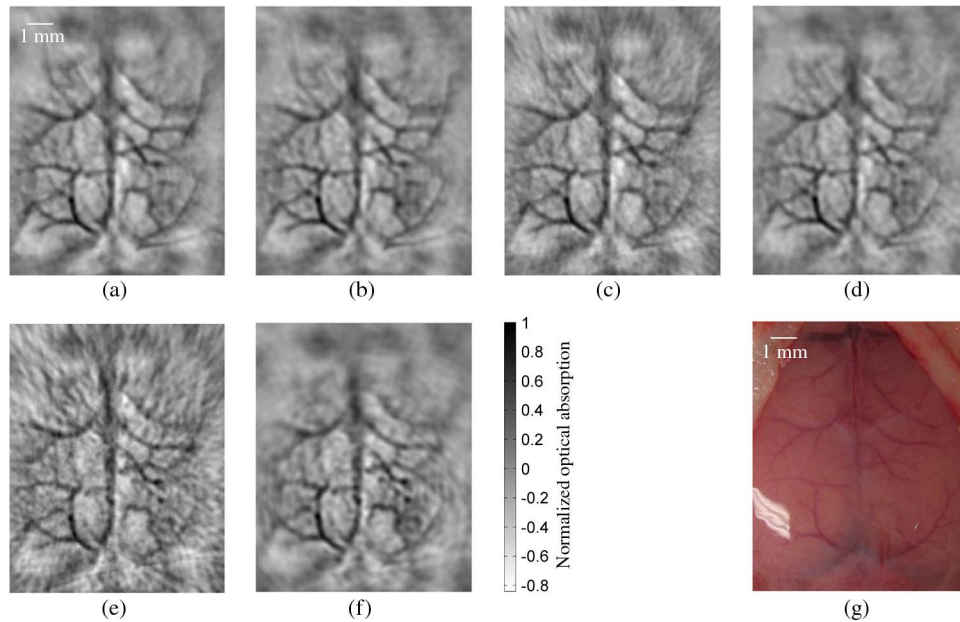 1 mm
(a)
(b)
(c)
(d)
1
0.8
0.6
0.4
0.2
0
-0.2
-0.4
-0.6
-0.8
Normalized optical absorption
1 mm
(e)
(f)
(g)